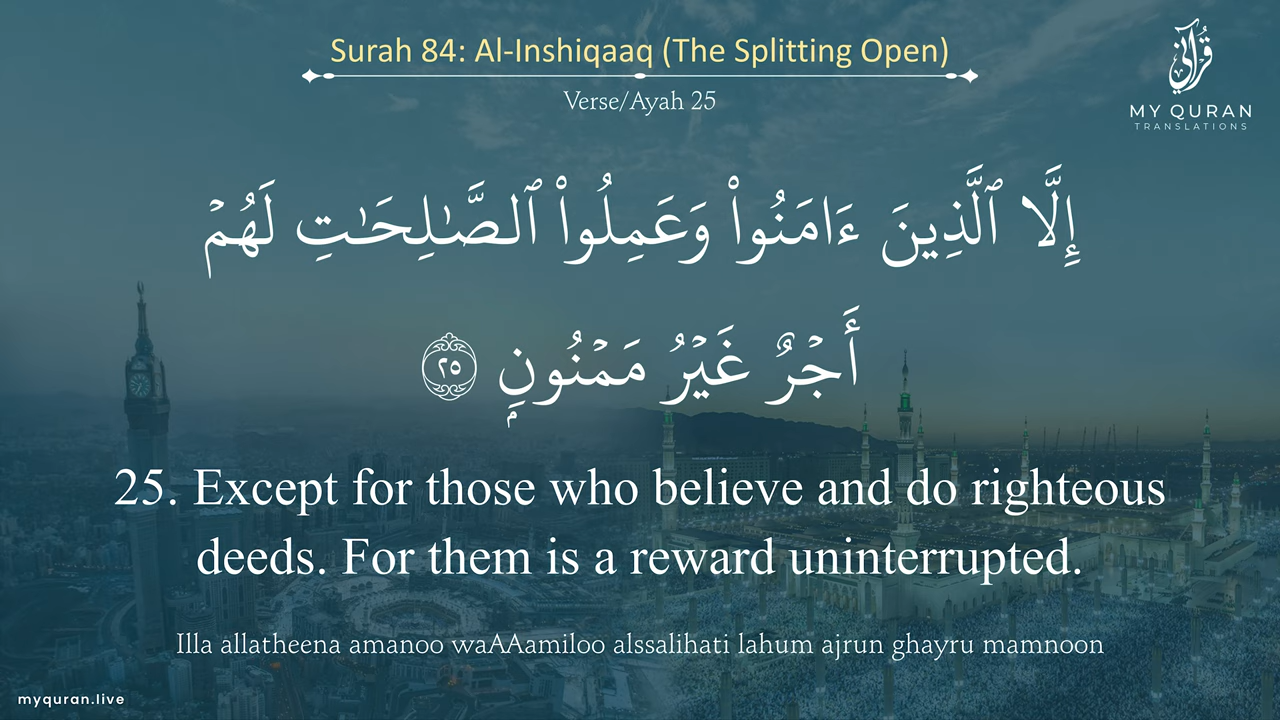 Surah 84: Al-Inshiqaaq (The Splitting Open)
Verse/Ayah 25
قرآني
MY QURAN
TRANSLATIONS
إِلَّا ٱلَّذِينَ ءَامَنُوا۟ وَعَمِلُوا۟ ٱلصَّـٰلِحَـٰتِ لَهُمْ
أَجْرٌ غَيْرُ مَمْنُونٍۭ ٢٥
25. Except for those who believe and do righteous
deeds. For them is a reward uninterrupted.
Illa allatheena amanoo waAAamiloo alssalihati lahum ajrun ghayru mamnoon
myquran.live